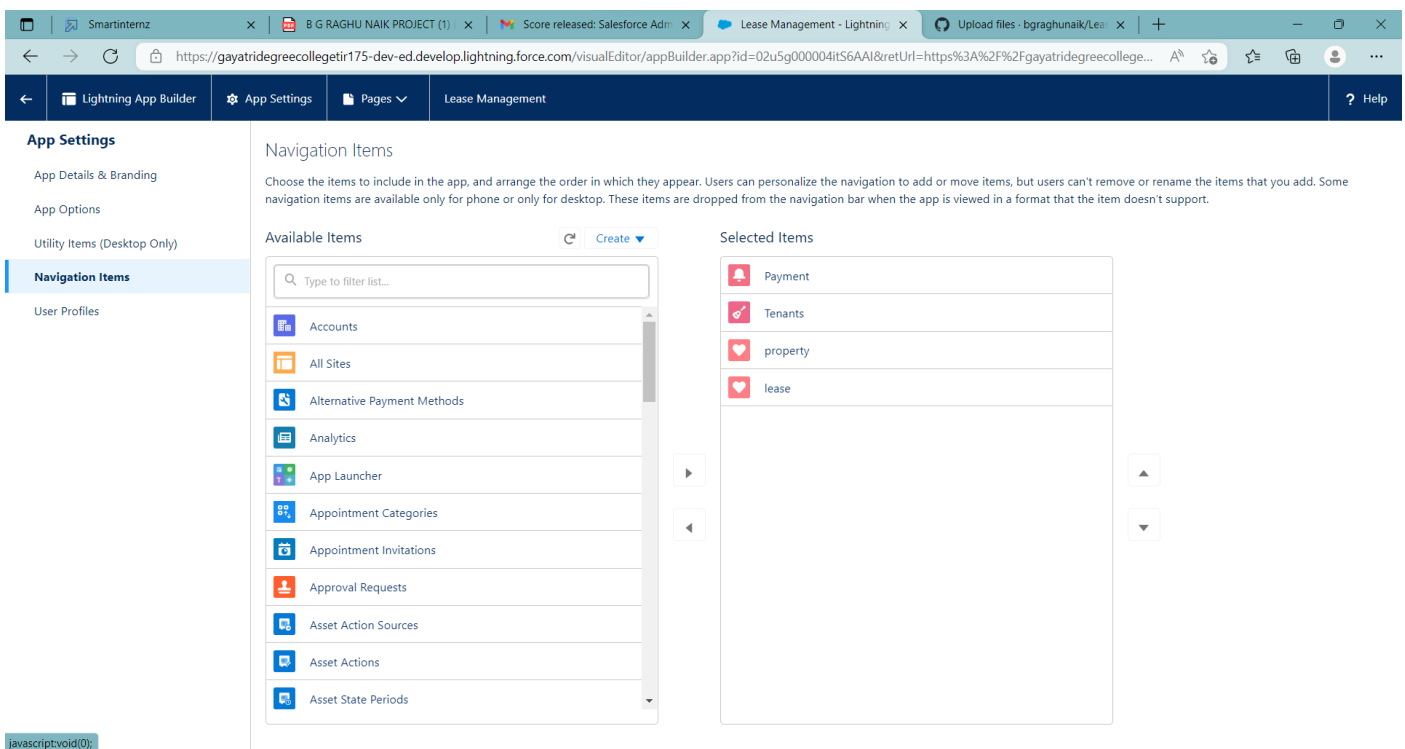 Smartinternz
B G RAGHU NAIK PROJECT (1) (
Score released: Salesforce Adm
Lease Management - Lightning
Upload files · bgraghunaik/Leas
https://gayatridegreecollegetir175-dev-ed.develop.lightning.force.com/visualEditor/appBuilder.app?id=02u5g000004itS6AAI&retUrl=https%3A%2F%2Fgayatridegreecollege...
Lightning App Builder
App Settings
Pages
Lease Management
? Help
App Settings
App Details & Branding
App Options
Utility Items (Desktop Only)
Navigation Items
User Profiles
Navigation Items
Choose the items to include in the app, and arrange the order in which they appear. Users can personalize the navigation to add or move items, but users can't remove or rename the items that you add. Some
navigation items are available only for phone or only for desktop. These items are dropped from the navigation bar when the app is viewed in a format that the item doesn't support.
Available Items
Create
Type to filter list...
Accounts
All Sites
Alternative Payment Methods
Analytics
App Launcher
Appointment Categories
Appointment Invitations
Approval Requests
Asset Action Sources
Asset Actions
Asset State Periods
Selected Items
Payment
Tenants
property
lease
javascript:void(0);